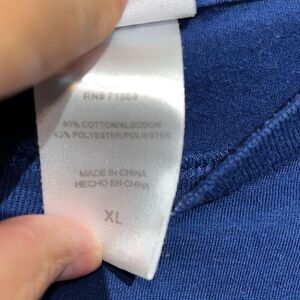 RN# 71869
60% COTTON/ALGODON
40% POLYESTER/POLIESTER
MADE IN CHINA
HECHO EN CHINA
XL